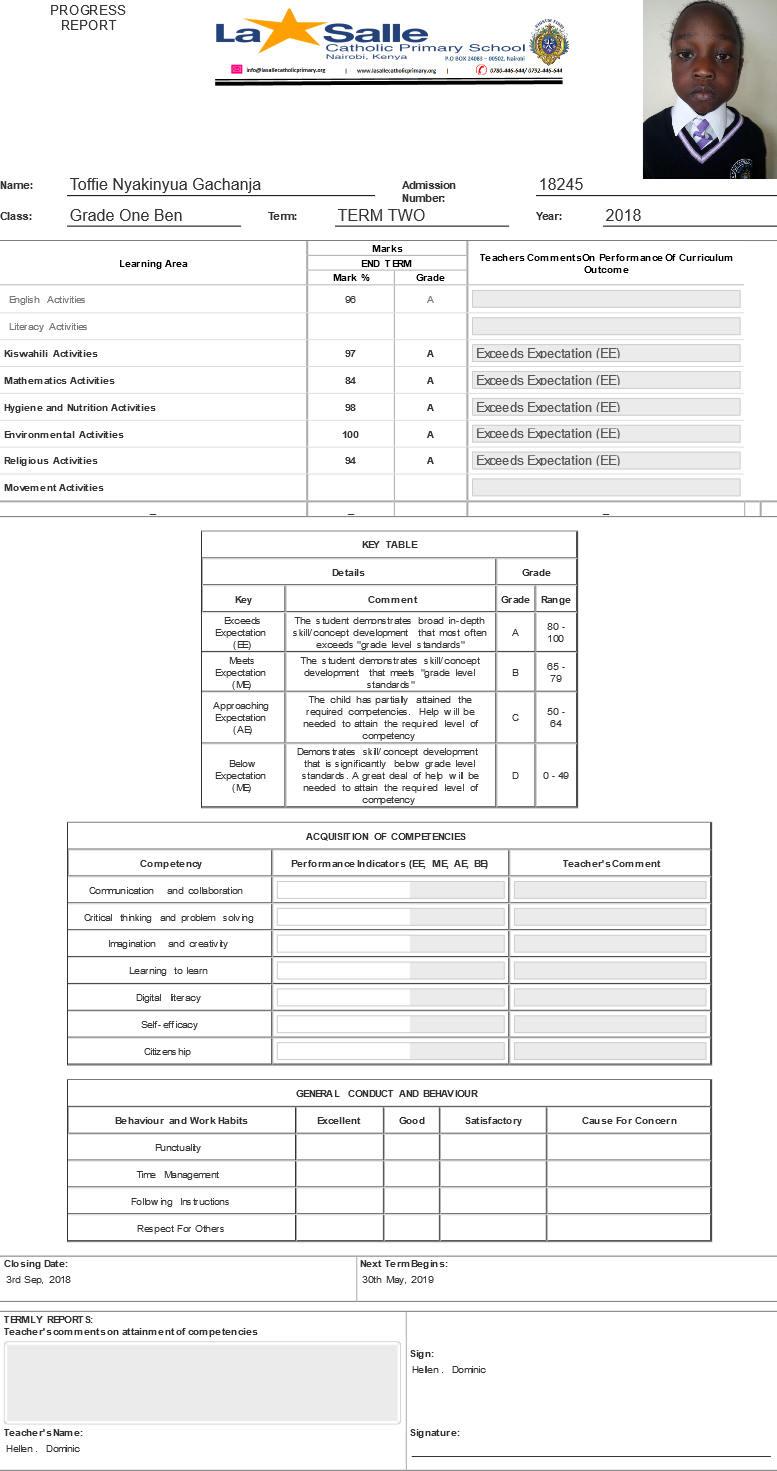 PROGRESS
REPORT
La Salle
Catholic Primary School
Nairobi, Kenya
P.O BOX 24083 – 00502, Nairobi
info@lasallecatholicprimary.org | www.lasallecatholicprimary.org | 0780-446-644/ 0732-446-644
Name: Toffie Nyakinyua Gachanja Admission Number: 18245
Class: Grade One Ben Term: TERM TWO Year: 2018
Learning Area Marks Teachers Comments On Performance Of Curriculum Outcome
END TERM
Mark % Grade
English Activities 96 A
Literacy Activities
Kiswahili Activities 97 A Exceeds Expectation (EE)
Mathematics Activities 84 A Exceeds Expectation (EE)
Hygiene and Nutrition Activities 98 A Exceeds Expectation (EE)
Environmental Activities 100 A Exceeds Expectation (EE)
Religious Activities 94 A Exceeds Expectation (EE)
Movement Activities
_ _ _
KEY TABLE
Details Grade
Key Comment Grade Range
Exceeds Expectation (EE) The student demonstrates broad in-depth skill/concept development that most often exceeds "grade level standards" A 80 - 100
Meets Expectation (ME) The student demonstrates skill/concept development that meets "grade level standards" B 65 - 79
Approaching Expectation (AE) The child has partially attained the required competencies. Help will be needed to attain the required level of competency C 50 - 64
Below Expectation (ME) Demonstrates skill/concept development that is significantly below grade level standards. A great deal of help will be needed to attain the required level of competency D 0 - 49
ACQUISITION OF COMPETENCIES
Competency Performance Indicators (EE, ME, AE, BE) Teacher's Comment
Communication and collaboration
Critical thinking and problem solving
Imagination and creativity
Learning to learn
Digital literacy
Self-efficacy
Citizenship
GENERAL CONDUCT AND BEHAVIOUR
Behaviour and Work Habits Excellent Good Satisfactory Cause For Concern
Punctuality
Time Management
Following Instructions
Respect For Others
Closing Date: Next Term Begins:
3rd Sep, 2018 30th May, 2019
TERMLY REPORTS:
Teacher's comments on attainment of competencies
Sign:
Hellen . Dominic
Teacher's Name: Signature:
Hellen . Dominic